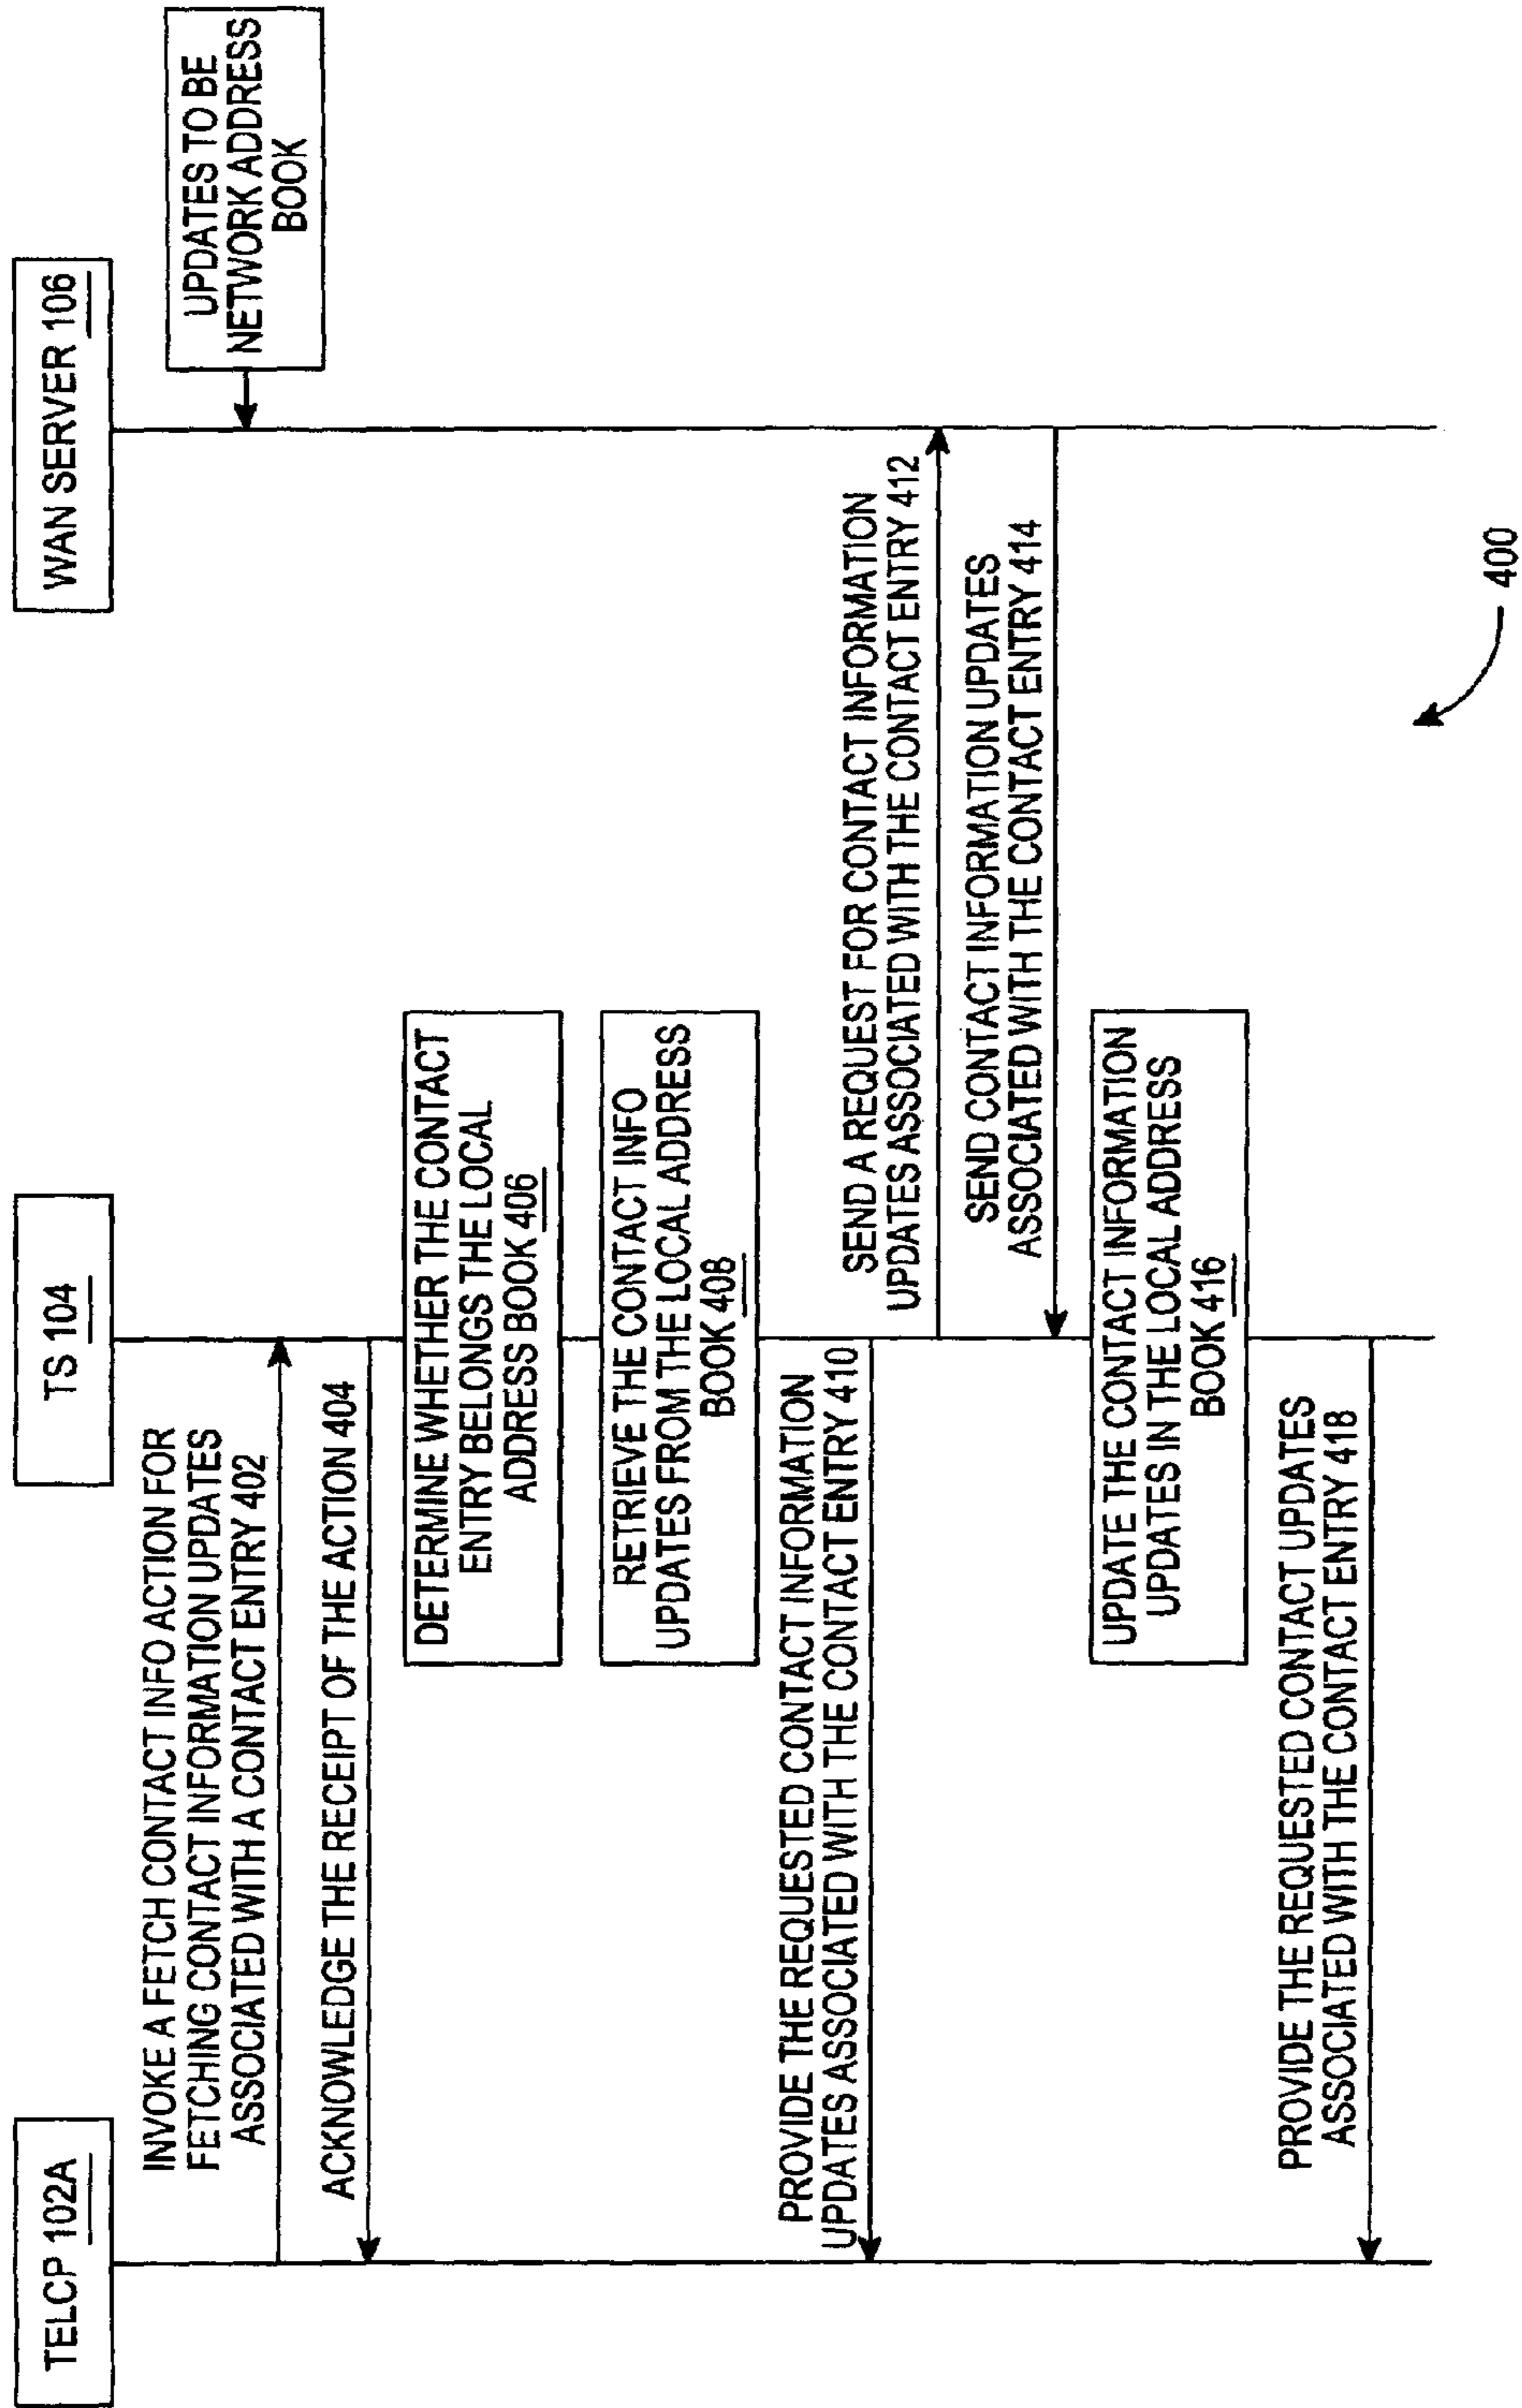 TELCP 102A
TS 104
WAN SERVER 106
UPDATES TO BE
NETWORK ADDRESS
BOOK
INVOKE A FETCH CONTACT INFO ACTION FOR
FETCHING CONTACT INFORMATION UPDATES
ASSOCIATED WITH A CONTACT ENTRY 402
ACKNOWLEDGE THE RECEIPT OF THE ACTION 404
DETERMINE WHETHER THE CONTACT
ENTRY BELONGS THE LOCAL
ADDRESS BOOK 406
RETRIEVE THE CONTACT INFO
UPDATES FROM THE LOCAL ADDRESS
BOOK 408
PROVIDE THE REQUESTED CONTACT INFORMATION
UPDATES ASSOCIATED WITH THE CONTACT ENTRY 410
SEND A REQUEST FOR CONTACT INFORMATION
UPDATES ASSOCIATED WITH THE CONTACT ENTRY 412
SEND CONTACT INFORMATION UPDATES
ASSOCIATED WITH THE CONTACT ENTRY 414
UPDATE THE CONTACT INFORMATION
UPDATES IN THE LOCAL ADDRESS
BOOK 416
PROVIDE THE REQUESTED CONTACT UPDATES
ASSOCIATED WITH THE CONTACT ENTRY 418
400